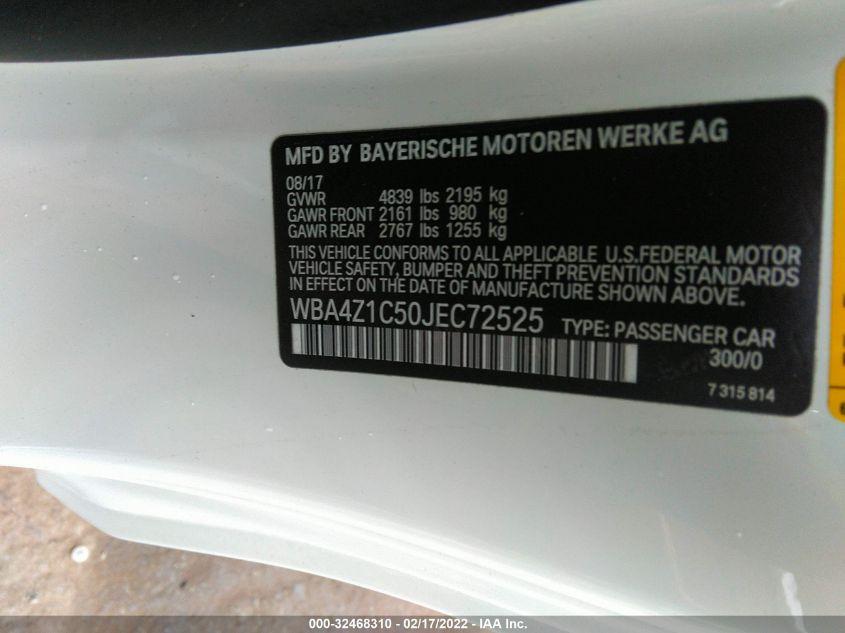 MFD BY BAYERISCHE MOTOREN WERKE AG
08/17
GVWR 4839 lbs 2195 kg
GAWR FRONT 2161 lbs 980 kg
GAWR REAR 2767 lbs 1255 kg
THIS VEHICLE CONFORMS TO ALL APPLICABLE U.S.FEDERAL MOTOR
VEHICLE SAFETY, BUMPER AND THEFT PREVENTION STANDARDS
IN EFFECT ON THE DATE OF MANUFACTURE SHOWN ABOVE.
WBA4Z1C50JEC72525 TYPE: PASSENGER CAR
300/0
7 315 814
000-32468310 - 02/17/2022 - IAA Inc.